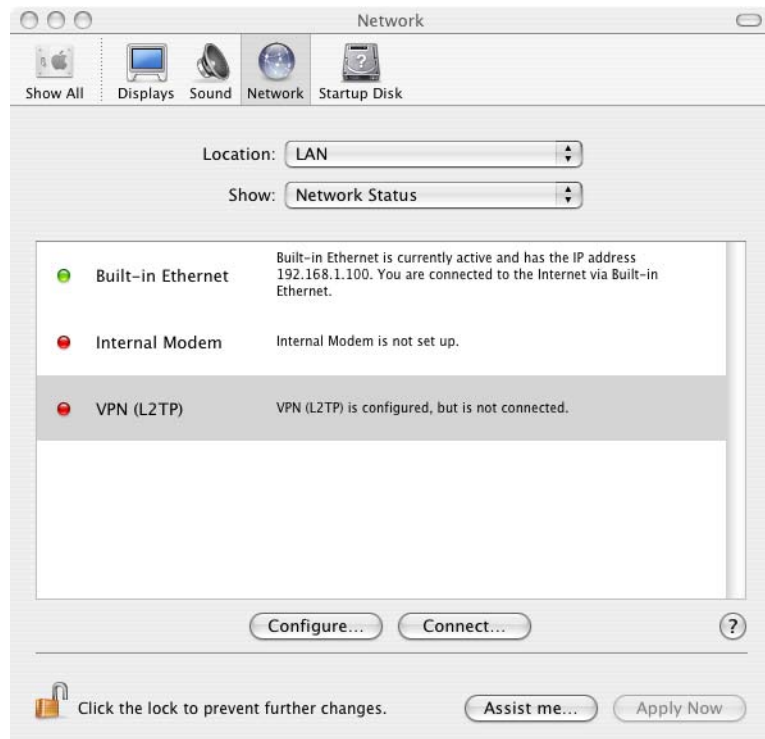 Network
Show All Displays Sound Network Startup Disk
Location: LAN
Show: Network Status
Built-in Ethernet
Built-in Ethernet is currently active and has the IP address
192.168.1.100. You are connected to the Internet via Built-in
Ethernet.
Internal Modem Internal Modem is not set up.
VPN (L2TP) VPN (L2TP) is configured, but is not connected.
Configure... Connect... ?
Click the lock to prevent further changes. Assist me... Apply Now